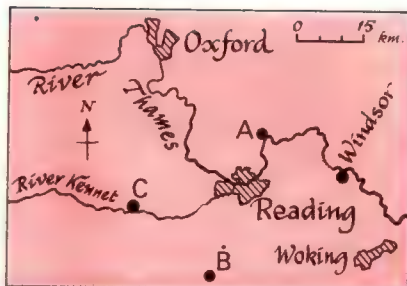 Oxford
0 15
km.
River
Thames
N
A
Windsor
River Kennet
C
Reading
Woking
B